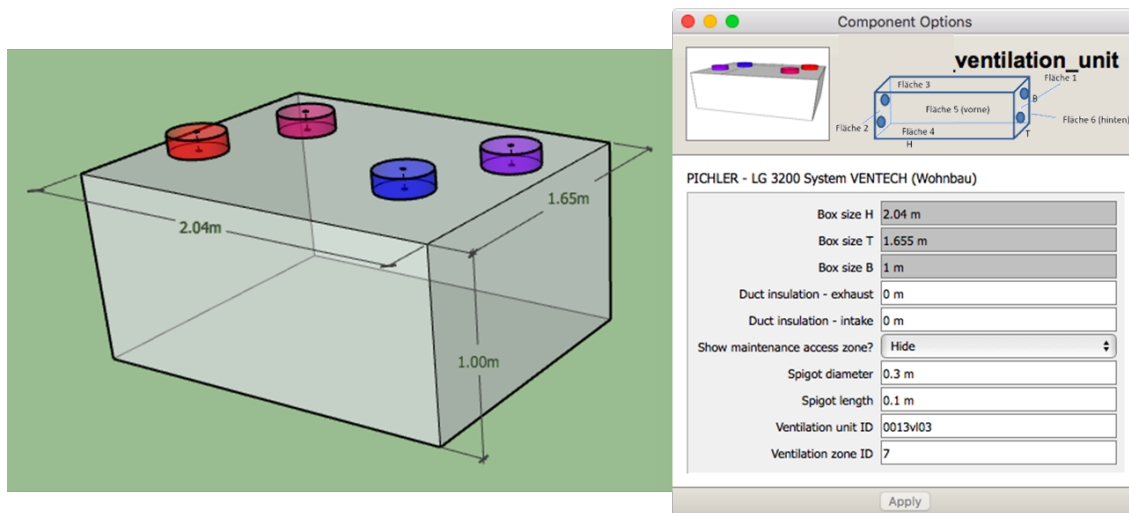 2.04m
1.65m
1.00m
Component Options
ventilation_unit
Fläche 1
Fläche 3
B
Fläche 5 (vorne)
Fläche 6 (hinten)
Fläche 2
Fläche 4
T
H
PICHLER - LG 3200 System VENTECH (Wohnbau)
Box size H 2.04 m
Box size T 1.655 m
Box size B 1 m
Duct insulation - exhaust 0 m
Duct insulation - intake 0 m
Show maintenance access zone? Hide
Spigot diameter 0.3 m
Spigot length 0.1 m
Ventilation unit ID 0013vl03
Ventilation zone ID 7
Apply